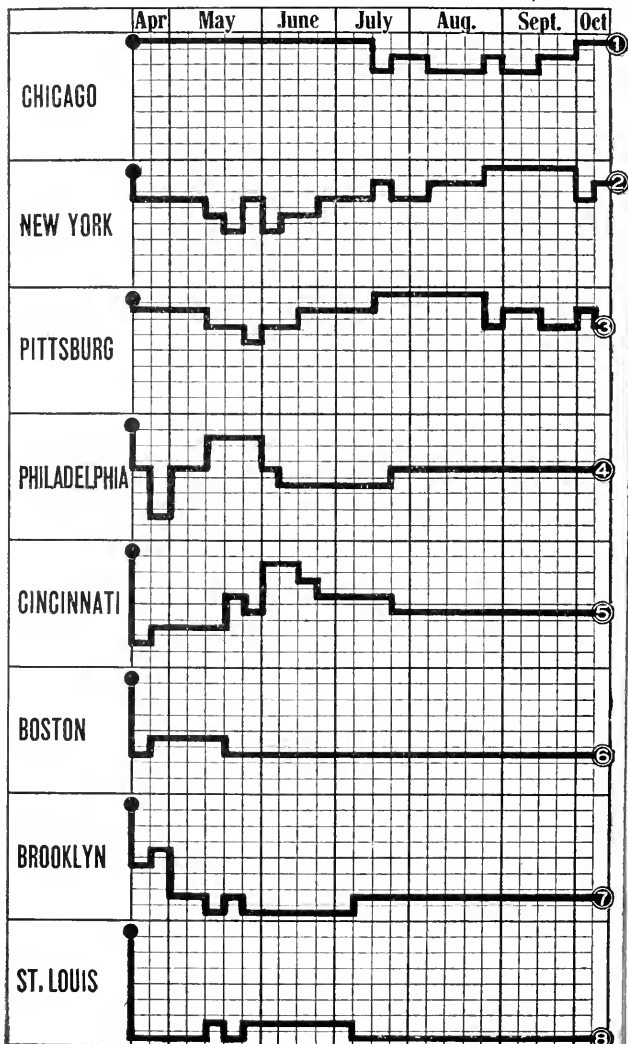 Apr May June July Aug. Sept. Oct
CHICAGO ①
NEW YORK ②
PITTSBURG ③
PHILADELPHIA ④
CINCINNATI ⑤
BOSTON ⑥
BROOKLYN ⑦
ST. LOUIS ⑧